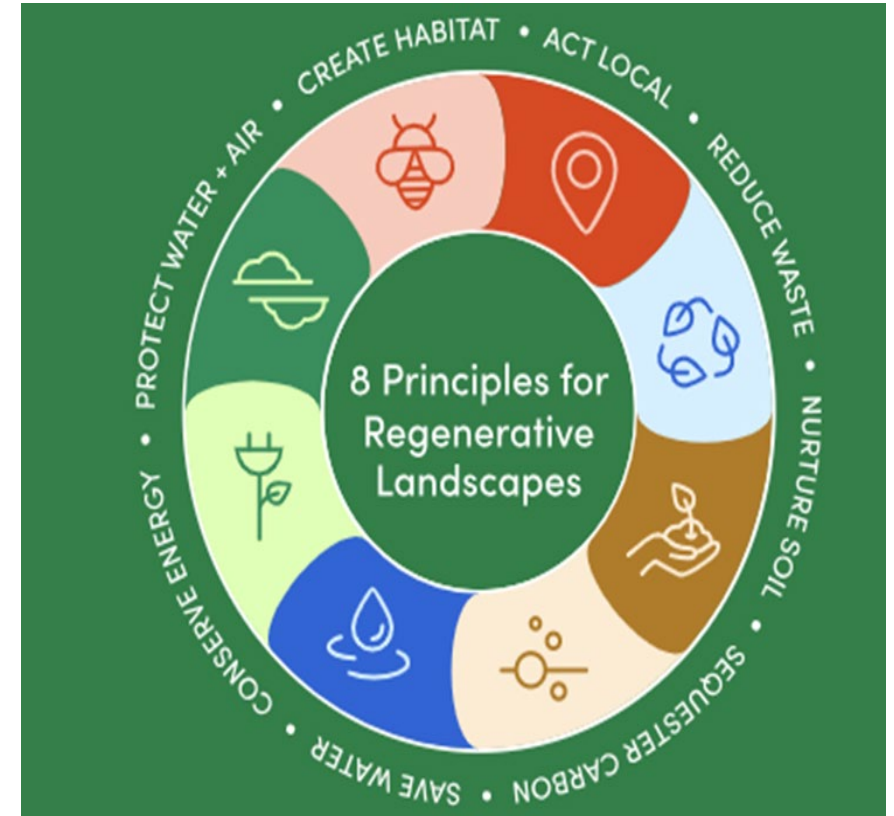 8 Principles for
Regenerative
Landscapes
ACT LOCAL
REDUCE WASTE
NURTURE SOIL
SEQUESTER CARBON
SAVE WATER
CONSERVE ENERGY
PROTECT WATER + AIR
CREATE HABITAT